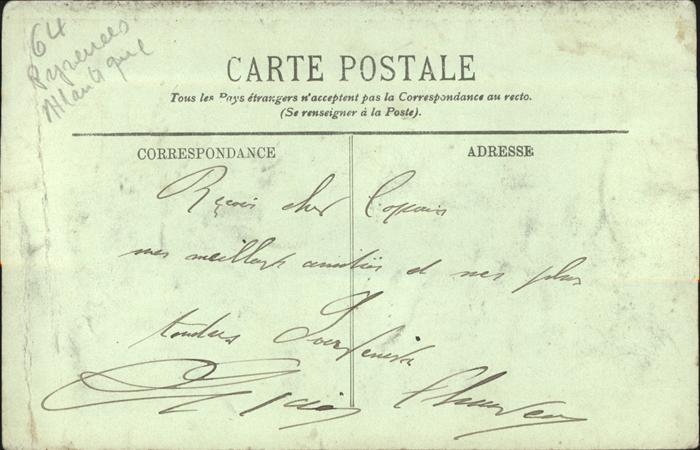 64
Pyrenees
Atlantique
CARTE POSTALE
Tous les Pays étrangers n'acceptent pas la Correspondance au recto.
(Se renseigner à la Poste).
CORRESPONDANCE
ADRESSE
Reçois cher Copain
mes meilleurs amitiés et mes plus
tendres Souvenirs